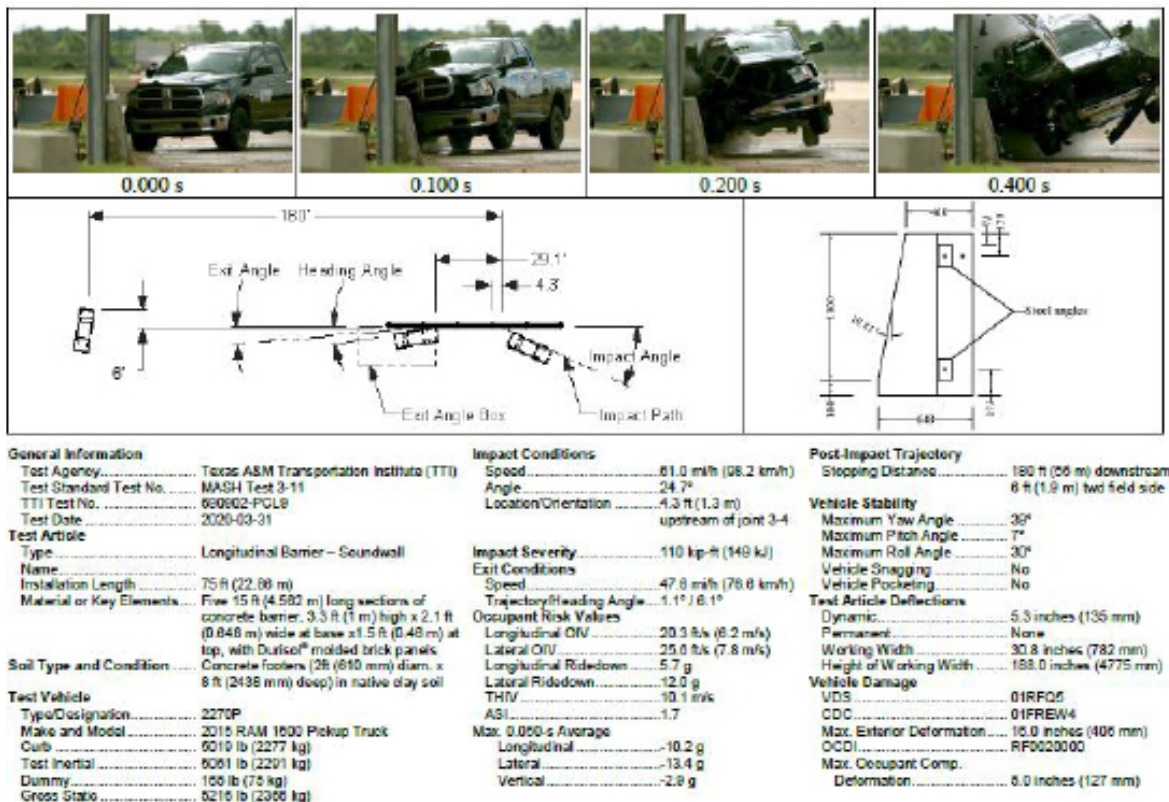 0.000 s
0.100 s
0.200 s
0.400 s
180'
29.1'
4.3'
Exit Angle
Heading Angle
6'
Impact Angle
Exit Angle Box
Impact Path
Steel angles
General Information
Test Agency.................. Texas A&M Transportation Institute (TTI)
Test Standard Test No. ...... MASH Test 3-11
TTI Test No. ................ 690902-PCL9
Test Date ................... 2020-03-31
Test Article
Type......................... Longitudinal Barrier – Soundwall
Name.........................
Installation Length ......... 75 ft (22.86 m)
Material or Key Elements .... Five 15 ft (4.582 m) long sections of
concrete barrier, 3.3 ft (1 m) high x 2.1 ft
(0.648 m) wide at base x1.5 ft (0.46 m) at
top, with Durisol® molded brick panels
Soil Type and Condition ..... Concrete footers (2ft (610 mm) diam. x
8 ft (2438 mm) deep) in native clay soil
Test Vehicle
Type/Designation............. 2270P
Make and Model .............. 2015 RAM 1500 Pickup Truck
Curb ........................ 5019 lb (2277 kg)
Test Inertial ............... 5051 lb (2291 kg)
Dummy........................ 165 lb (75 kg)
Gross Static ................ 5216 lb (2366 kg)
Impact Conditions
Speed ....................... 61.0 mi/h (98.2 km/h)
Angle ....................... 24.7°
Location/Orientation ........ 4.3 ft (1.3 m)
upstream of joint 3-4
Impact Severity.............. 110 kip-ft (149 kJ)
Exit Conditions
Speed ....................... 47.6 mi/h (76.6 km/h)
Trajectory/Heading Angle .... 1.1° / 6.1°
Occupant Risk Values
Longitudinal OIV ............ 20.3 ft/s (6.2 m/s)
Lateral OIV.................. 25.6 ft/s (7.8 m/s)
Longitudinal Ridedown........ 5.7 g
Lateral Ridedown ............ 12.0 g
THIV ........................ 10.1 m/s
ASI.......................... 1.7
Max. 0.050-s Average
Longitudinal ................ -10.2 g
Lateral...................... -13.4 g
Vertical..................... -2.9 g
Post-Impact Trajectory
Stopping Distance ........... 180 ft (55 m) downstream
6 ft (1.9 m) twd field side
Vehicle Stability
Maximum Yaw Angle ........... 39°
Maximum Pitch Angle ......... 7°
Maximum Roll Angle .......... 30°
Vehicle Snagging ............ No
Vehicle Pocketing ........... No
Test Article Deflections
Dynamic...................... 5.3 inches (135 mm)
Permanent ................... None
Working Width................ 30.8 inches (782 mm)
Height of Working Width ..... 188.0 inches (4775 mm)
Vehicle Damage
VDS ......................... 01RFQ5
CDC ......................... 01FREW4
Max. Exterior Deformation.... 16.0 inches (406 mm)
OCDI ........................ RF0020000
Max. Occupant Comp.
Deformation ................. 5.0 inches (127 mm)